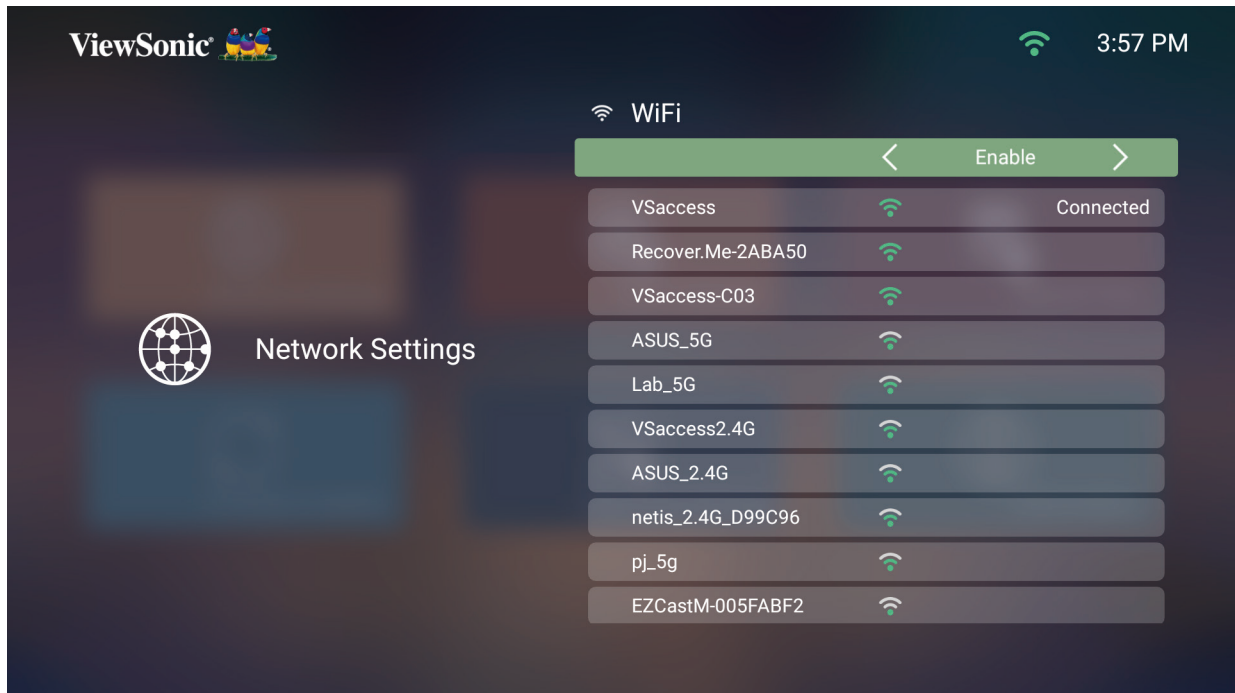 ViewSonic®
3:57 PM
WiFi
Enable
VSaccess Connected
Recover.Me-2ABA50
VSaccess-C03
ASUS_5G
Network Settings
Lab_5G
VSaccess2.4G
ASUS_2.4G
netis_2.4G_D99C96
pj_5g
EZCastM-005FABF2